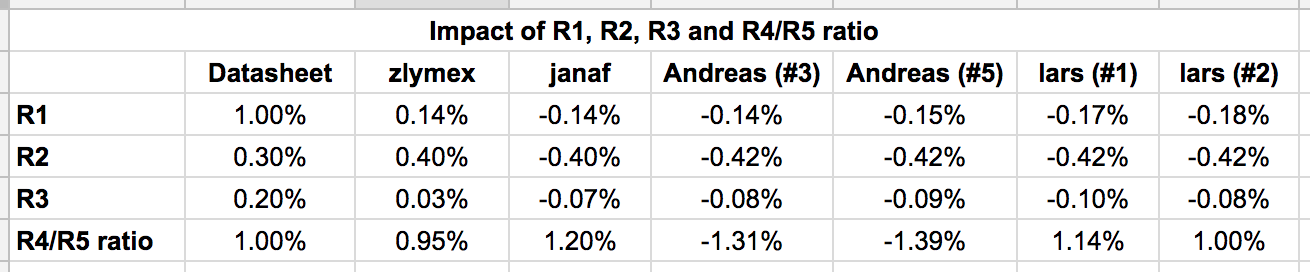 Impact of R1, R2, R3 and R4/R5 ratio
Datasheet zlymex janaf Andreas (#3) Andreas (#5) lars (#1) lars (#2)
R1 1.00% 0.14% -0.14% -0.14% -0.15% -0.17% -0.18%
R2 0.30% 0.40% -0.40% -0.42% -0.42% -0.42% -0.42%
R3 0.20% 0.03% -0.07% -0.08% -0.09% -0.10% -0.08%
R4/R5 ratio 1.00% 0.95% 1.20% -1.31% -1.39% 1.14% 1.00%